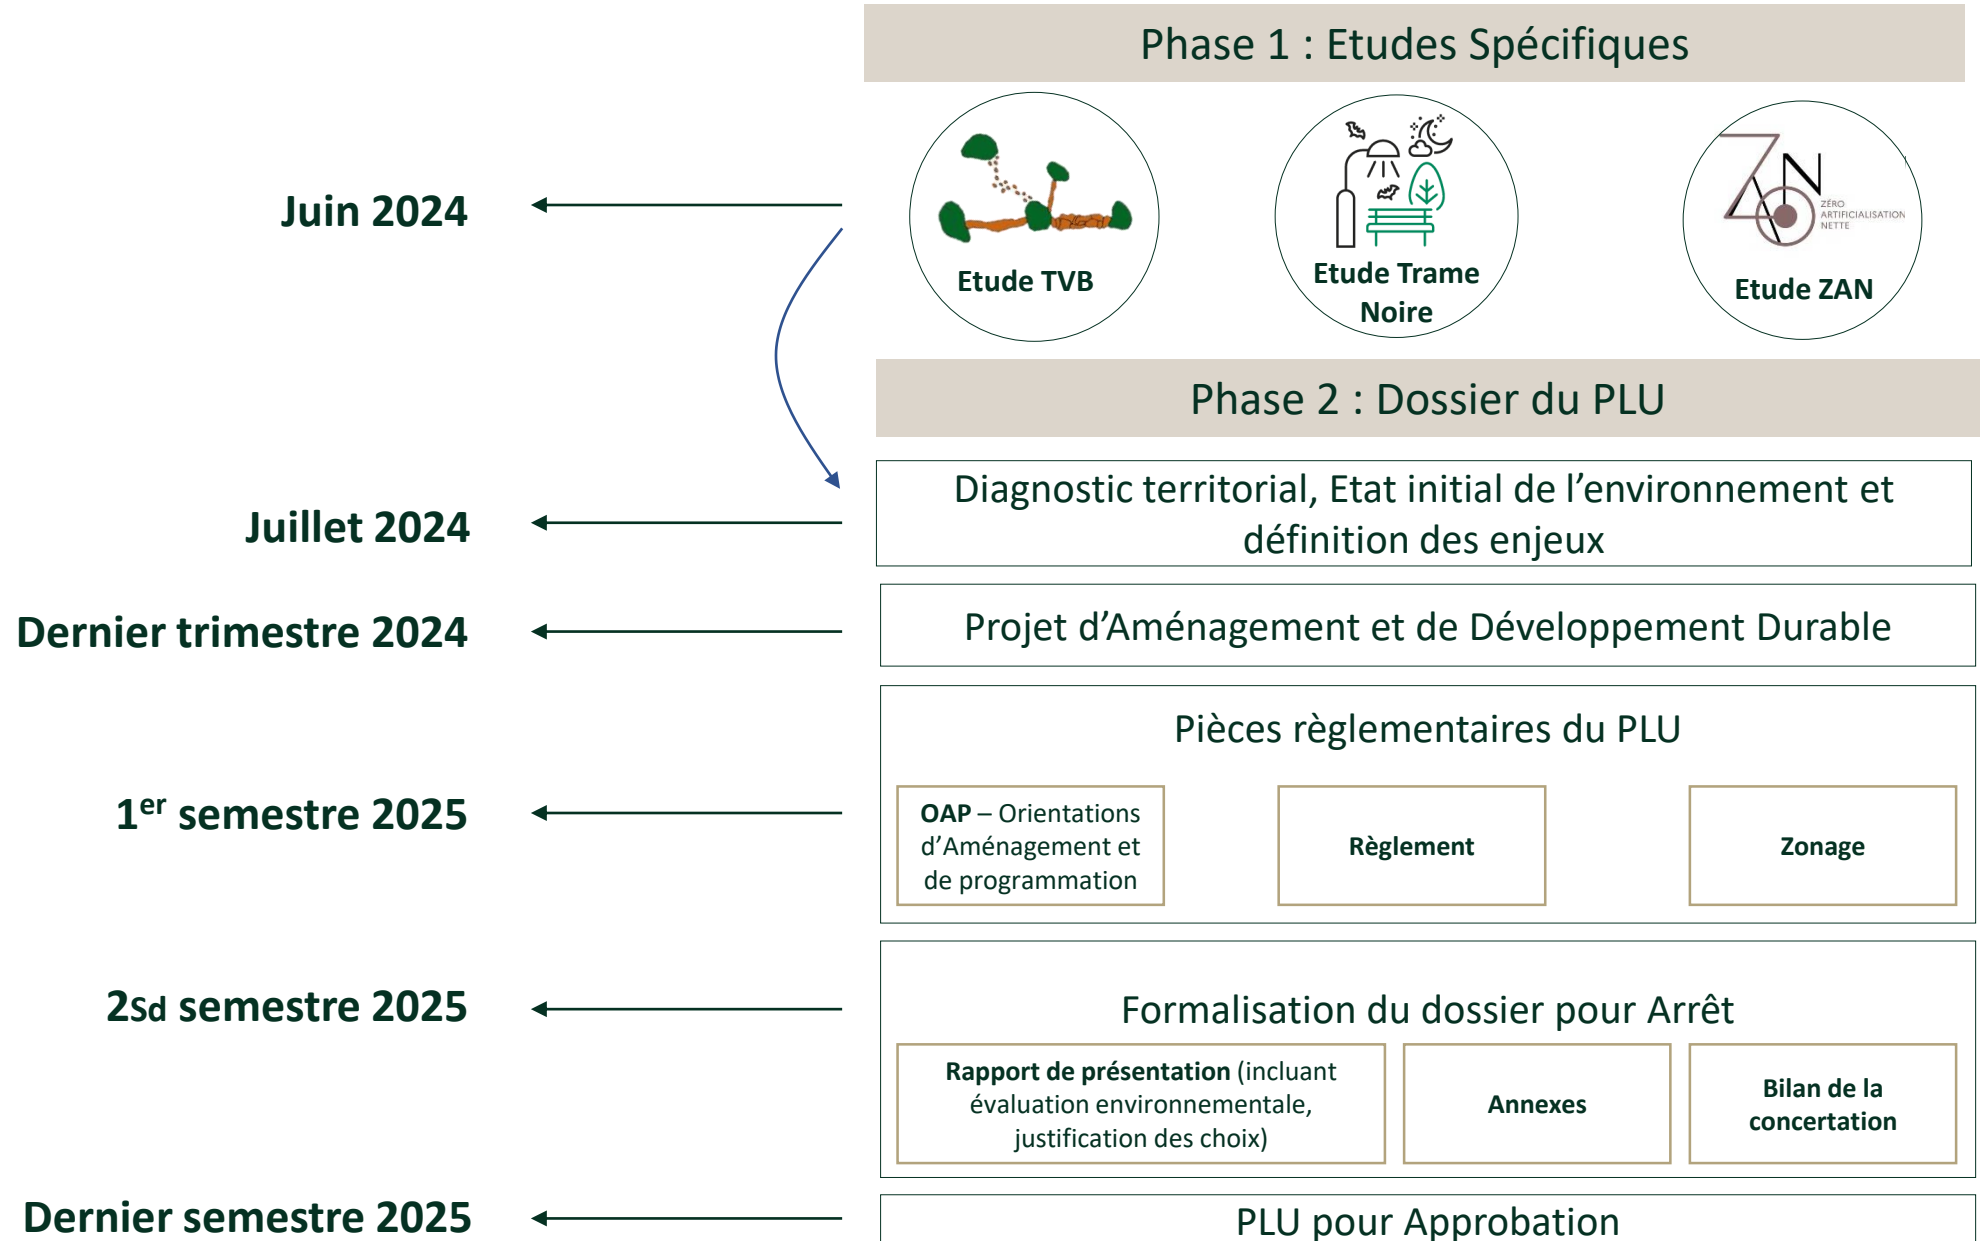 Phase 1 : Etudes Spécifiques
Juin 2024
Etude TVB
Etude Trame
Noire
ZÉRO
ARTIFICIALISATION
NETTE
Etude ZAN
Phase 2 : Dossier du PLU
Juillet 2024
Diagnostic territorial, Etat initial de l’environnement et
définition des enjeux
Dernier trimestre 2024
Projet d’Aménagement et de Développement Durable
1er semestre 2025
Pièces règlementaires du PLU
OAP – Orientations
d’Aménagement et
de programmation
Règlement
Zonage
2Sd semestre 2025
Formalisation du dossier pour Arrêt
Rapport de présentation (incluant
évaluation environnementale,
justification des choix)
Annexes
Bilan de la
concertation
Dernier semestre 2025
PLU pour Approbation